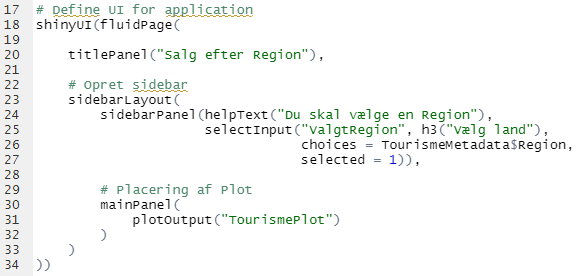 17 # Define UI for application
18 shinyUI(fluidPage(
19
20     titlePanel("Salg efter Region"),
21
22     # Opret sidebar
23     sidebarLayout(
24         sidebarPanel(helpText("Du skal vælge en Region"),
25                      selectInput("ValgtRegion", h3("Vælg land"),
26                                  choices = TourismeMetadata$Region,
27                                  selected = 1)),
28
29         # Placering af Plot
30         mainPanel(
31             plotOutput("TourismePlot")
32         )
33     )
34 ))